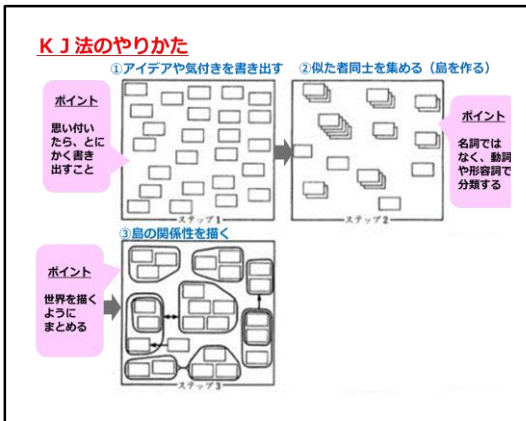 ＫＪ法のやりかた
①アイデアや気付きを書き出す
②似た者同士を集める（島を作る）
ポイント
思い付い
たら、とに
かく書き
出すこと
ポイント
名詞では
なく、動詞
や形容詞で
分類する
ステップ1
ステップ2
③島の関係性を描く
ポイント
世界を描く
ように
まとめる
ステップ3